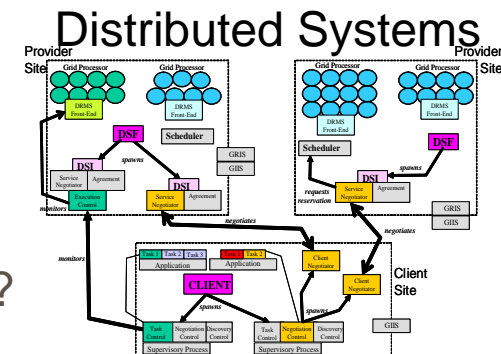 Distributed Systems
Provider
Site
Provider
Site
Grid Processor
Grid Processor
Grid Processor
Grid Processor
DRMS
Front-End
DRMS
Front-End
DRMS
Front-End
DRMS
Front-End
DSF
Scheduler
Scheduler
DSF
spawns
spawns
GRIS
GIIS
DSI
DSI
DSI
Service
Negotiator
Agreement
Execution
Control
Service
Negotiator
Agreement
requests
reservation
Service
Negotiator
Agreement
GRIS
GIIS
monitors
negotiates
negotiates
monitors
?
Task 1
Task 2
Task 3
Application
Task 1
Task 2
Application
Client
Negotiator
Client
Negotiator
Client
Site
CLIENT
spawns
spawns
Task
Control
Negotiation
Control
Discovery
Control
Supervisory Process
Task
Control
Negotiation
Control
Discovery
Control
Supervisory Process
GIIS